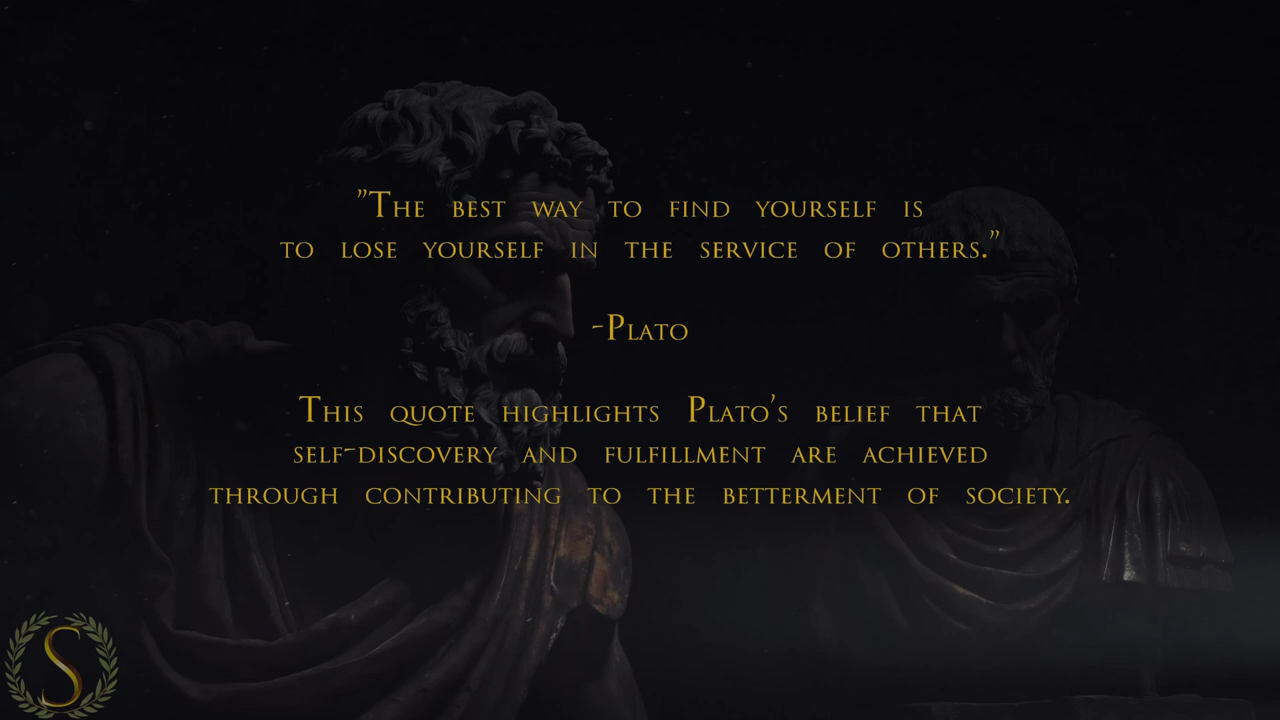 "The best way to find yourself is
to lose yourself in the service of others."
-Plato
This quote highlights Plato's belief that
self-discovery and fulfillment are achieved
through contributing to the betterment of society.
S